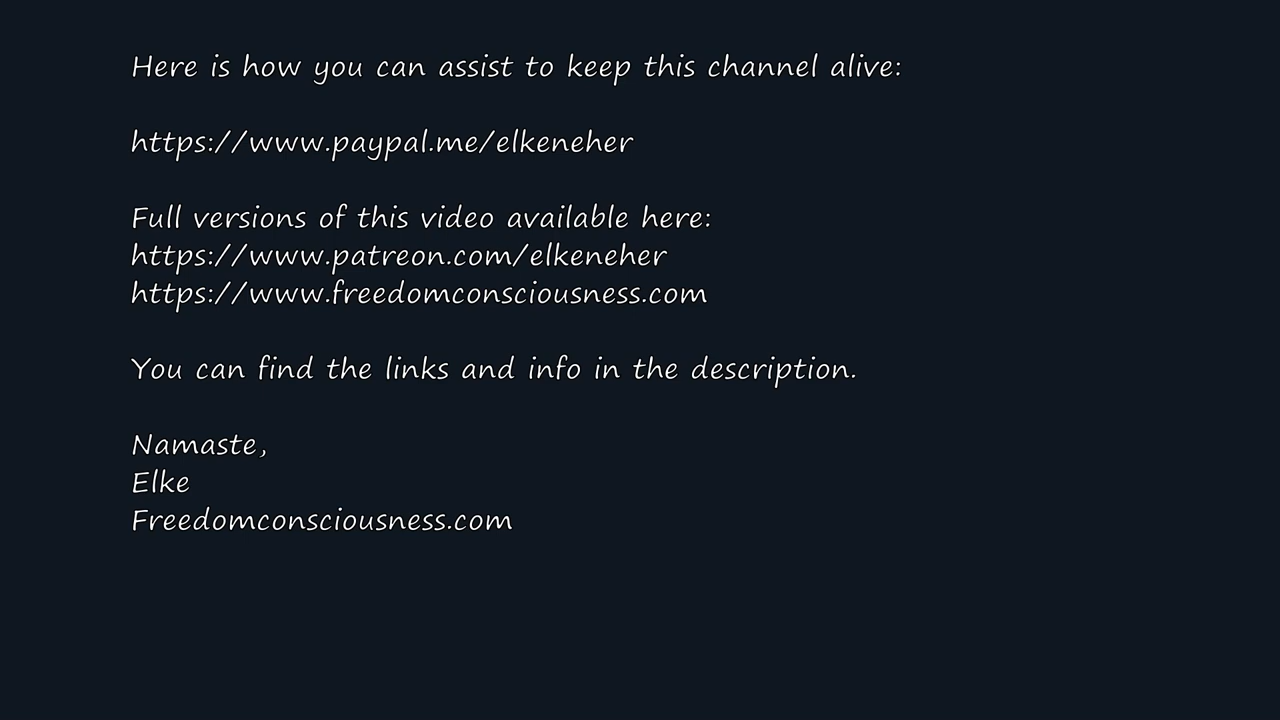 Here is how you can assist to keep this channel alive:
https://www.paypal.me/elkeneher
Full versions of this video available here:
https://www.patreon.com/elkeneher
https://www.freedomconsciousness.com
You can find the links and info in the description.
Namaste,
Elke
Freedomconsciousness.com